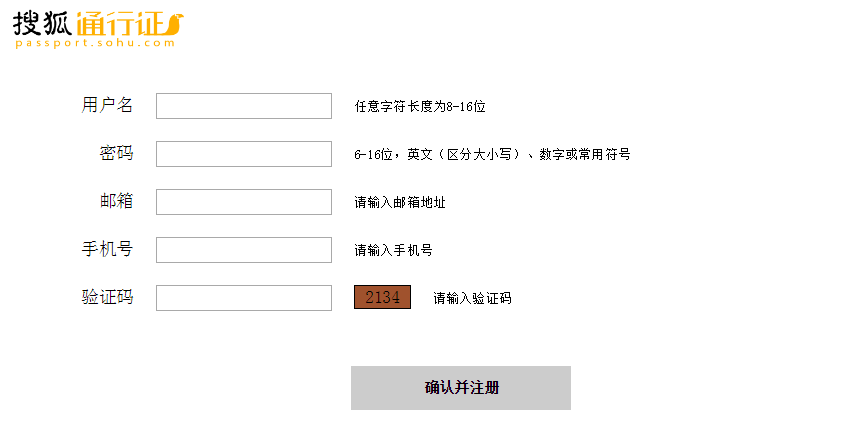 搜狐 通行证
passport.sohu.com
用户名 任意字符长度为8-16位
密码 6-16位，英文（区分大小写）、数字或常用符号
邮箱 请输入邮箱地址
手机号 请输入手机号
验证码 2134 请输入验证码
确认并注册